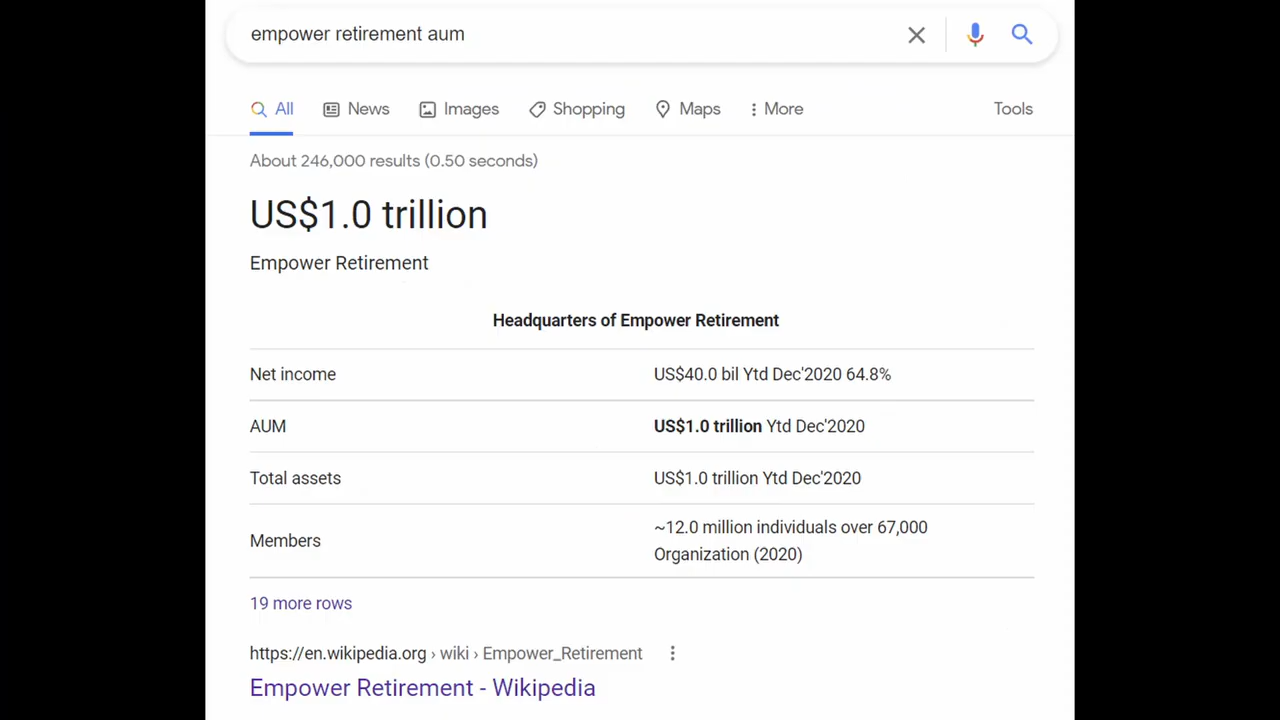 empower retirement aum
All News Images Shopping Maps More Tools
About 246,000 results (0.50 seconds)
US$1.0 trillion
Empower Retirement
Headquarters of Empower Retirement
Net income US$40.0 bil Ytd Dec'2020 64.8%
AUM US$1.0 trillion Ytd Dec'2020
Total assets US$1.0 trillion Ytd Dec'2020
Members ~12.0 million individuals over 67,000
Organization (2020)
19 more rows
https://en.wikipedia.org › wiki › Empower_Retirement
Empower Retirement - Wikipedia